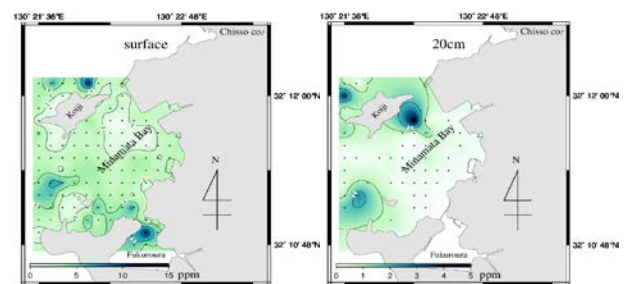 130° 21' 36" 130° 22' 48"
Chisso co.
surface
32° 12' 00"N
Koiji
Minamata Bay
N
32° 10' 48"N
Fukuroura
0 5 10 15
ppm
130° 21' 36" 130° 22' 48"
Chisso co.
20cm
32° 12' 00"N
Koiji
Minamata Bay
N
32° 10' 48"N
Fukuroura
0 1 2 3 4 5
ppm